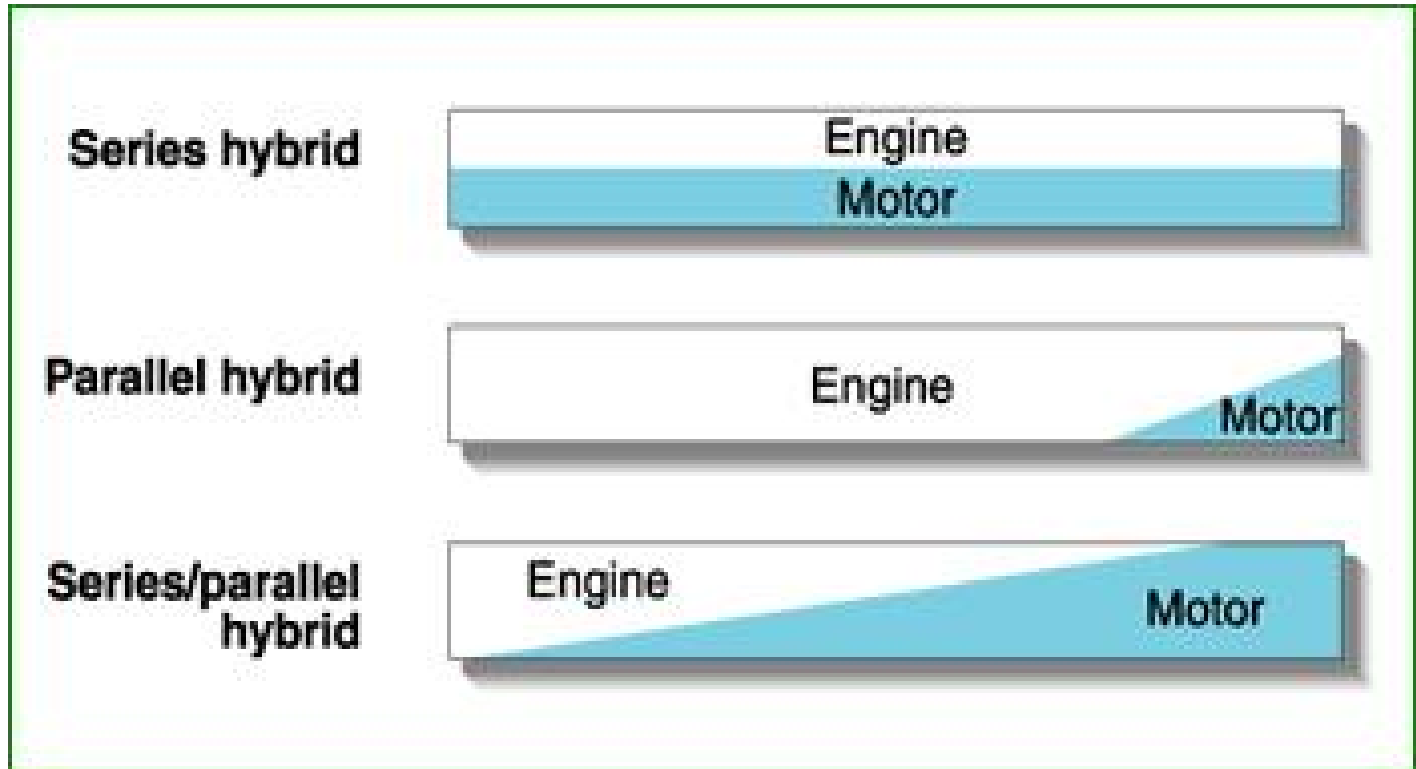 Series hybrid
Engine
Motor
Parallel hybrid
Engine
Motor
Series/parallel
hybrid
Engine
Motor